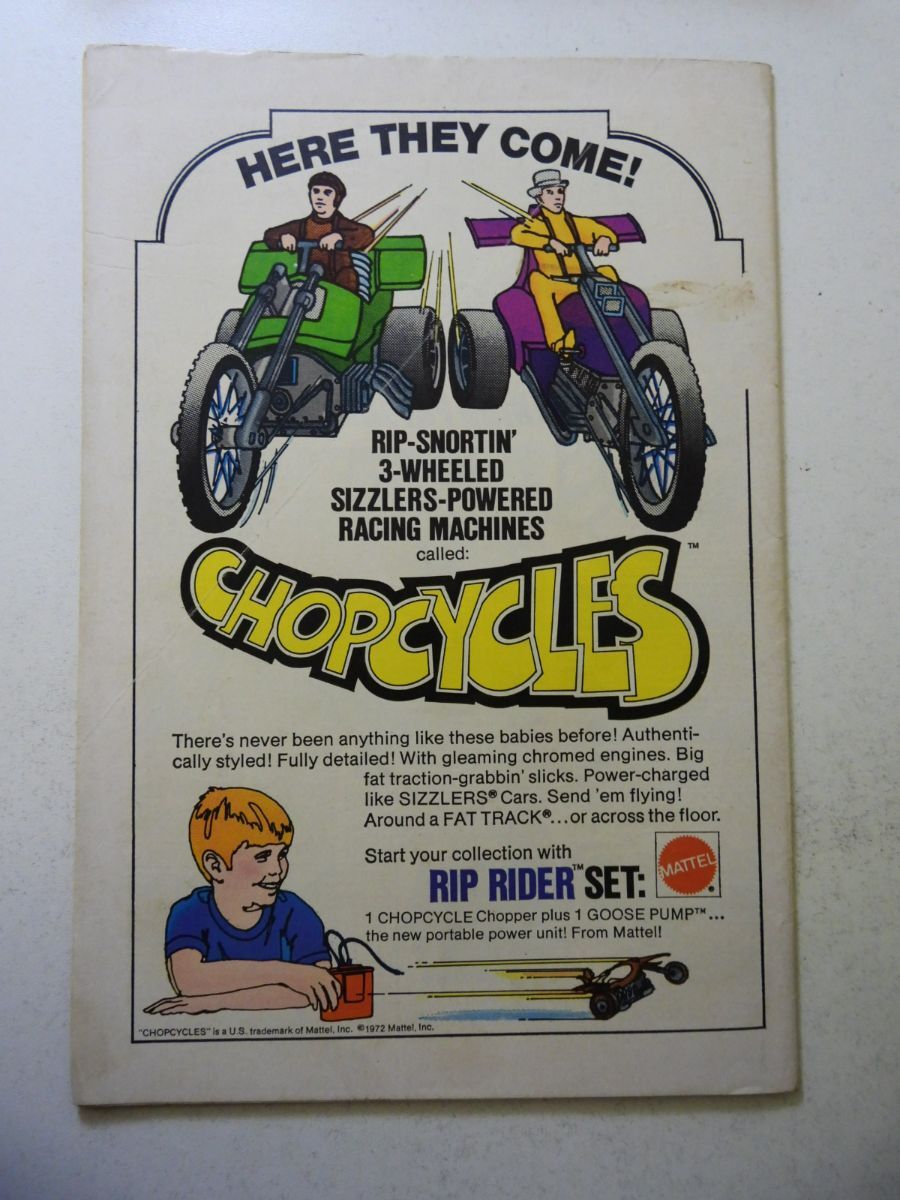 HERE THEY COME!
RIP-SNORTIN'
3-WHEELED
SIZZLERS-POWERED
RACING MACHINES
called:
CHOPCYCLES™
There's never been anything like these babies before! Authenti-
cally styled! Fully detailed! With gleaming chromed engines. Big
fat traction-grabbin' slicks. Power-charged
like SIZZLERS® Cars. Send 'em flying!
Around a FAT TRACK®...or across the floor.
Start your collection with
RIP RIDER™ SET:
MATTEL®
1 CHOPCYCLE Chopper plus 1 GOOSE PUMP™...
the new portable power unit! From Mattel!
"CHOPCYCLES" is a U.S. trademark of Mattel, Inc. ©1972 Mattel, Inc.